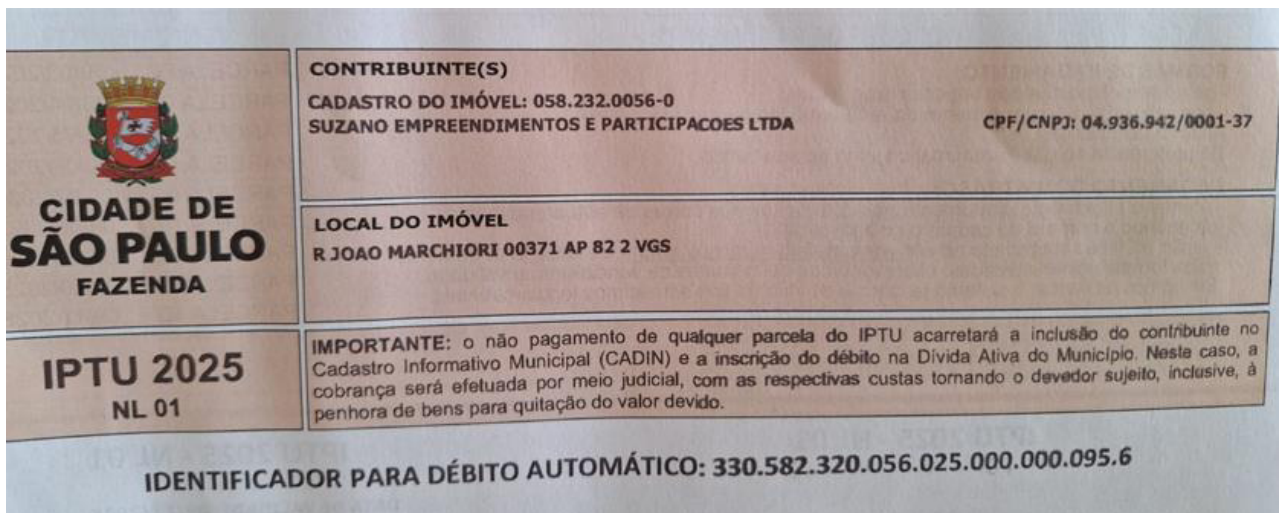 CIDADE DE
SÃO PAULO
FAZENDA
CONTRIBUINTE(S)
CADASTRO DO IMÓVEL: 058.232.0056-0
SUZANO EMPREENDIMENTOS E PARTICIPACOES LTDA CPF/CNPJ: 04.936.942/0001-37
LOCAL DO IMÓVEL
R JOAO MARCHIORI 00371 AP 82 2 VGS
IPTU 2025
NL 01
IMPORTANTE: o não pagamento de qualquer parcela do IPTU acarretará a inclusão do contribuinte no
Cadastro Informativo Municipal (CADIN) e a inscrição do débito na Dívida Ativa do Município. Neste caso, a
cobrança será efetuada por meio judicial, com as respectivas custas tornando o devedor sujeito, inclusive, à
penhora de bens para quitação do valor devido.
IDENTIFICADOR PARA DÉBITO AUTOMÁTICO: 330.582.320.056.025.000.000.095.6